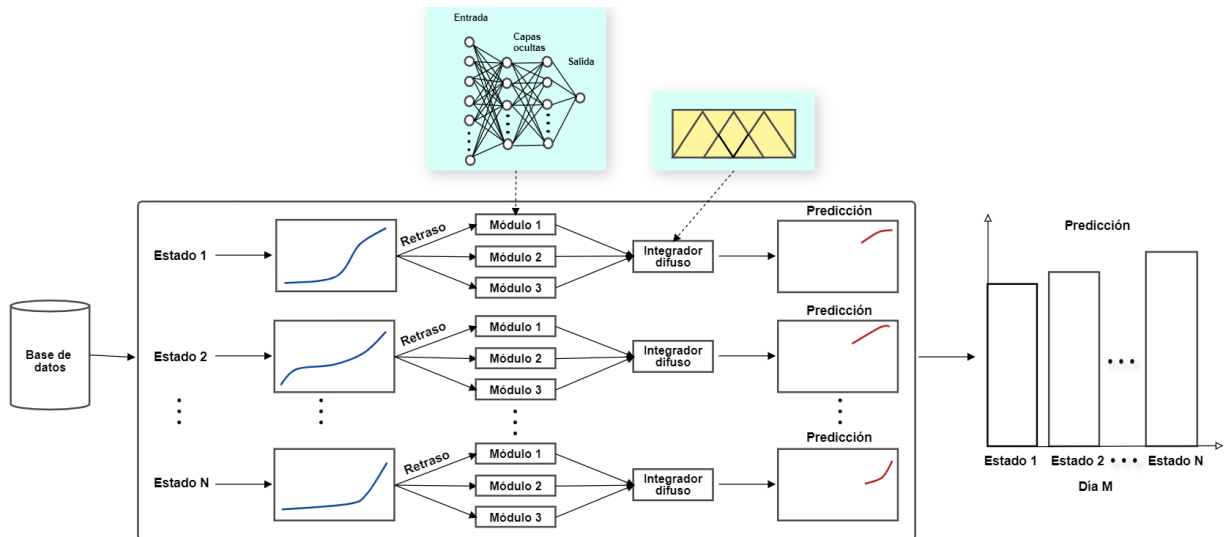 Entrada
Capas
ocultas
Salida
Base de
datos
Estado 1
Retraso
Módulo 1
Módulo 2
Módulo 3
Integrador
difuso
Predicción
Estado 2
Retraso
Módulo 1
Módulo 2
Módulo 3
Integrador
difuso
Predicción
Estado N
Retraso
Módulo 1
Módulo 2
Módulo 3
Integrador
difuso
Predicción
Predicción
Estado 1
Estado 2
Estado N
Día M